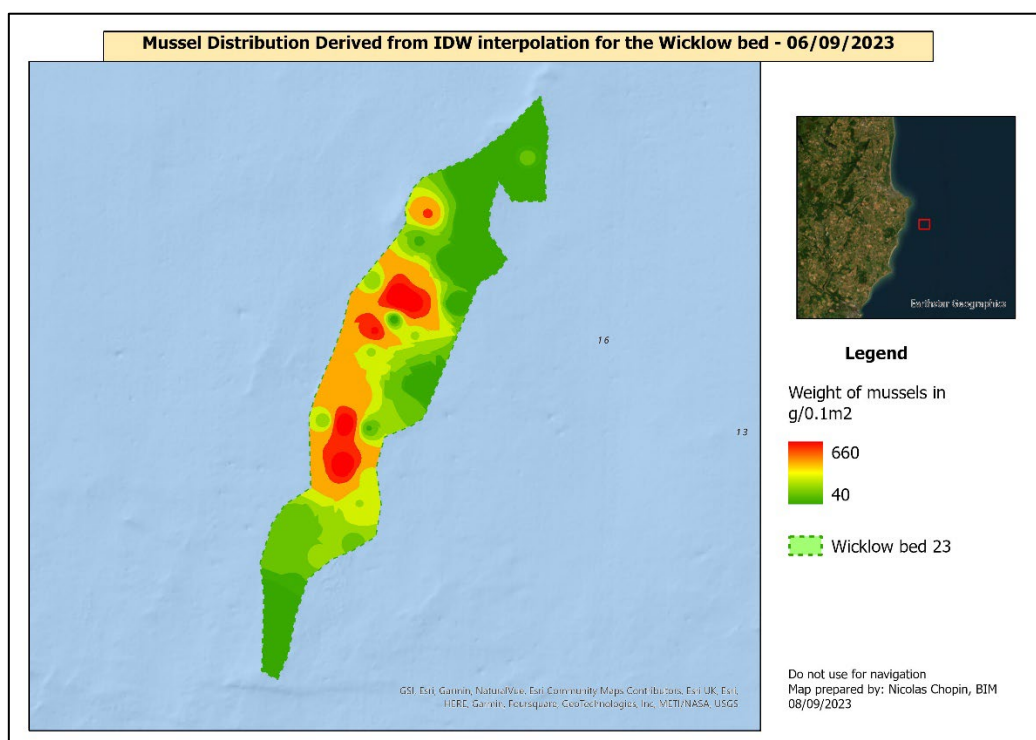 Mussel Distribution Derived from IDW interpolation for the Wicklow bed - 06/09/2023
16
13
GSI, Esri, Garmin, NaturalVue, Esri Community Maps Contributors, Esri UK, Esri,
HERE, Garmin, Foursquare, GeoTechnologies, Inc, METI/NASA, USGS
Earthstar Geographics
Legend
Weight of mussels in
g/0.1m2
660
40
Wicklow bed 23
Do not use for navigation
Map prepared by: Nicolas Chopin, BIM
08/09/2023